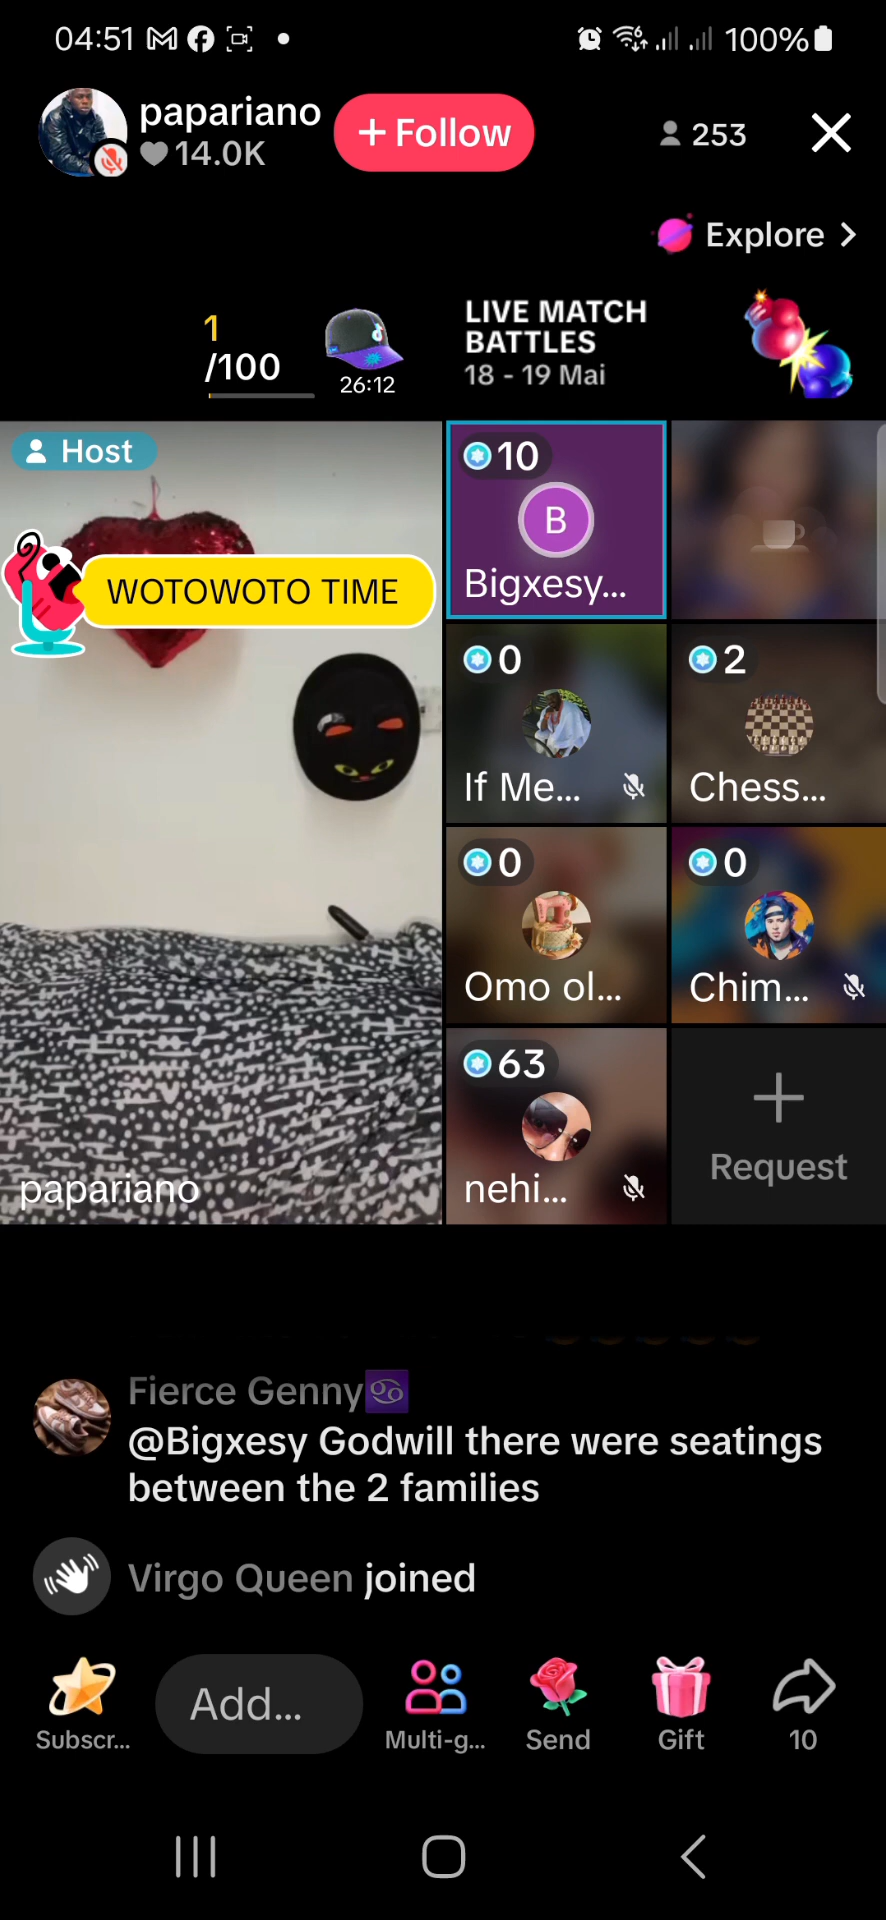 04:51
100%
papariano
14.0K
+ Follow
253
Explore >
1
/100
26:12
LIVE MATCH
BATTLES
18 - 19 Mai
Host
WOTOWOTO TIME
papariano
10
B
Bigxesy...
0
If Me...
2
Chess...
0
Omo ol...
0
Chim...
63
nehi...
Request
Fierce Genny♋
@Bigxesy Godwill there were seatings
between the 2 families
Virgo Queen joined
Subscr...
Add...
Multi-g...
Send
Gift
10